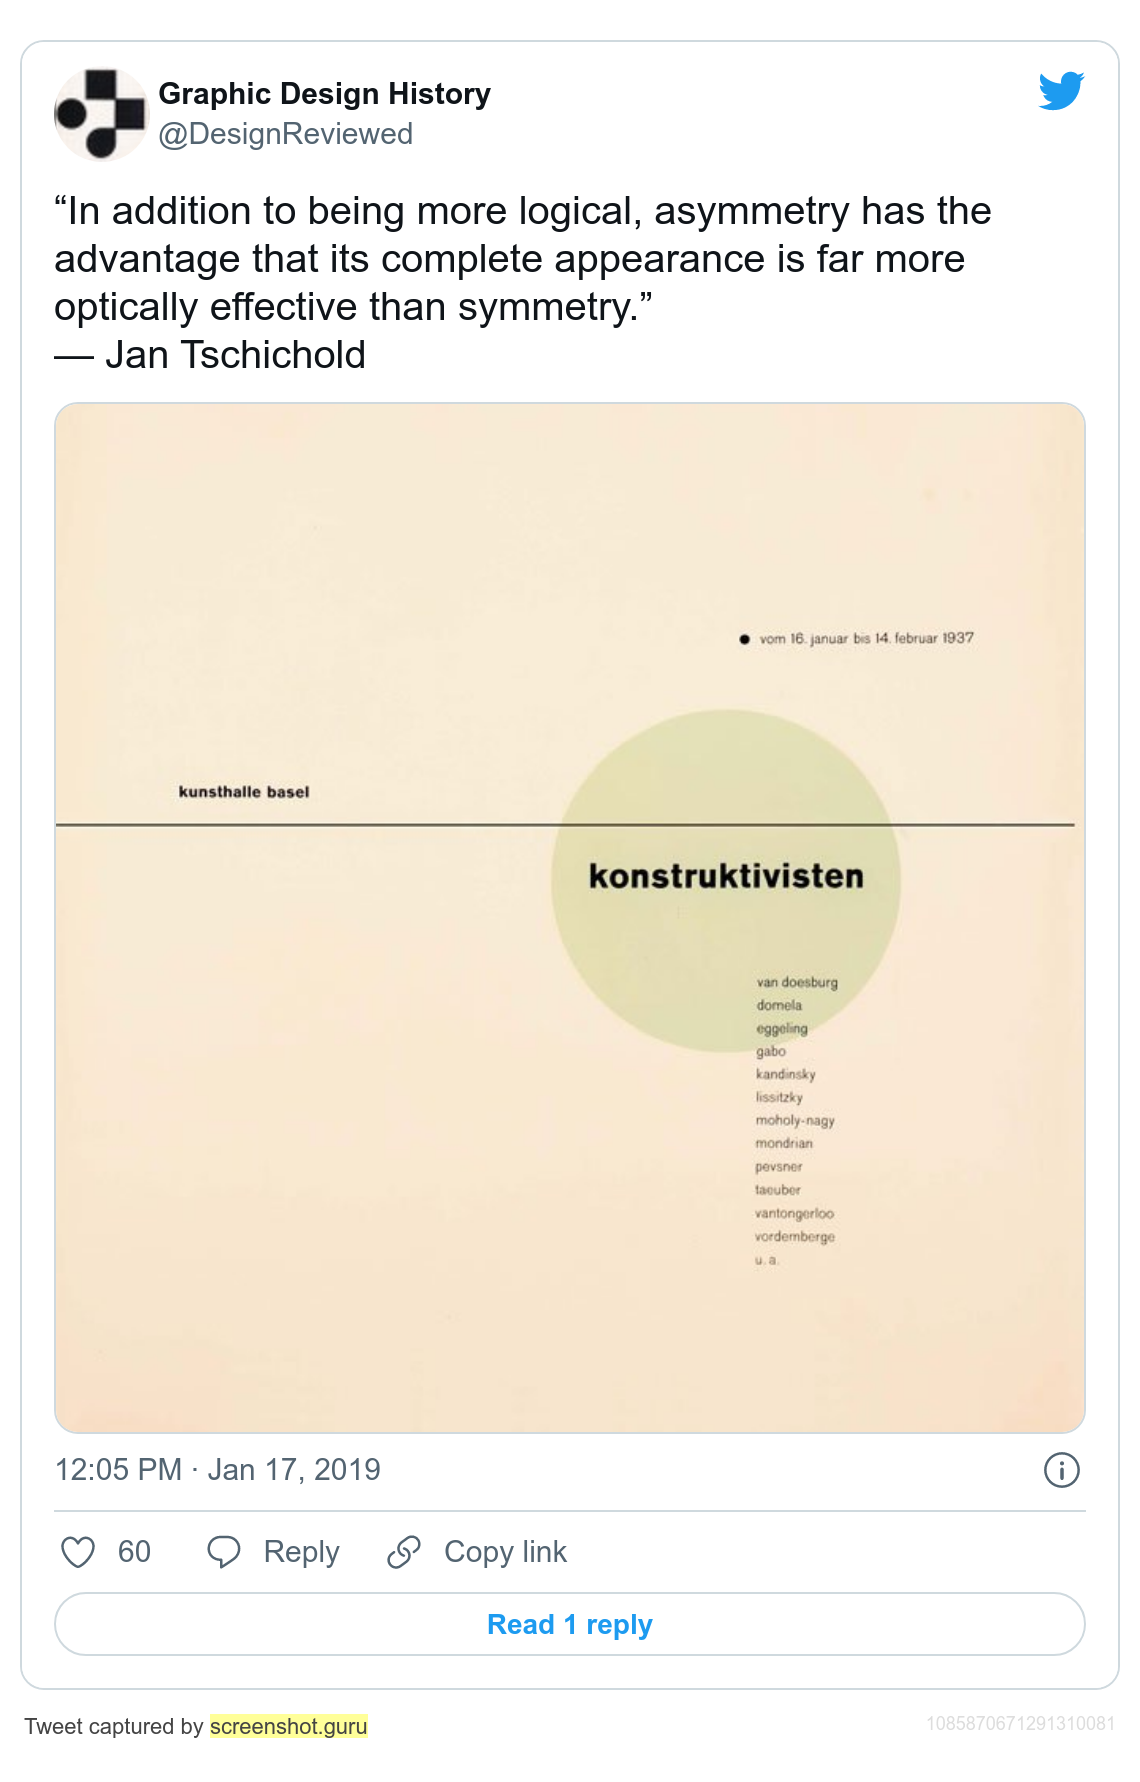 Graphic Design History
@DesignReviewed
“In addition to being more logical, asymmetry has the
advantage that its complete appearance is far more
optically effective than symmetry.”
— Jan Tschichold
vom 16. januar bis 14. februar 1937
kunsthalle basel
konstruktivisten
van doesburg
domela
eggeling
gabo
kandinsky
lissitzky
moholy-nagy
mondrian
pevsner
taeuber
vantongerloo
vordemberge
u. a.
12:05 PM · Jan 17, 2019
60 Reply Copy link
Read 1 reply
Tweet captured by screenshot.guru
1085870671291310081